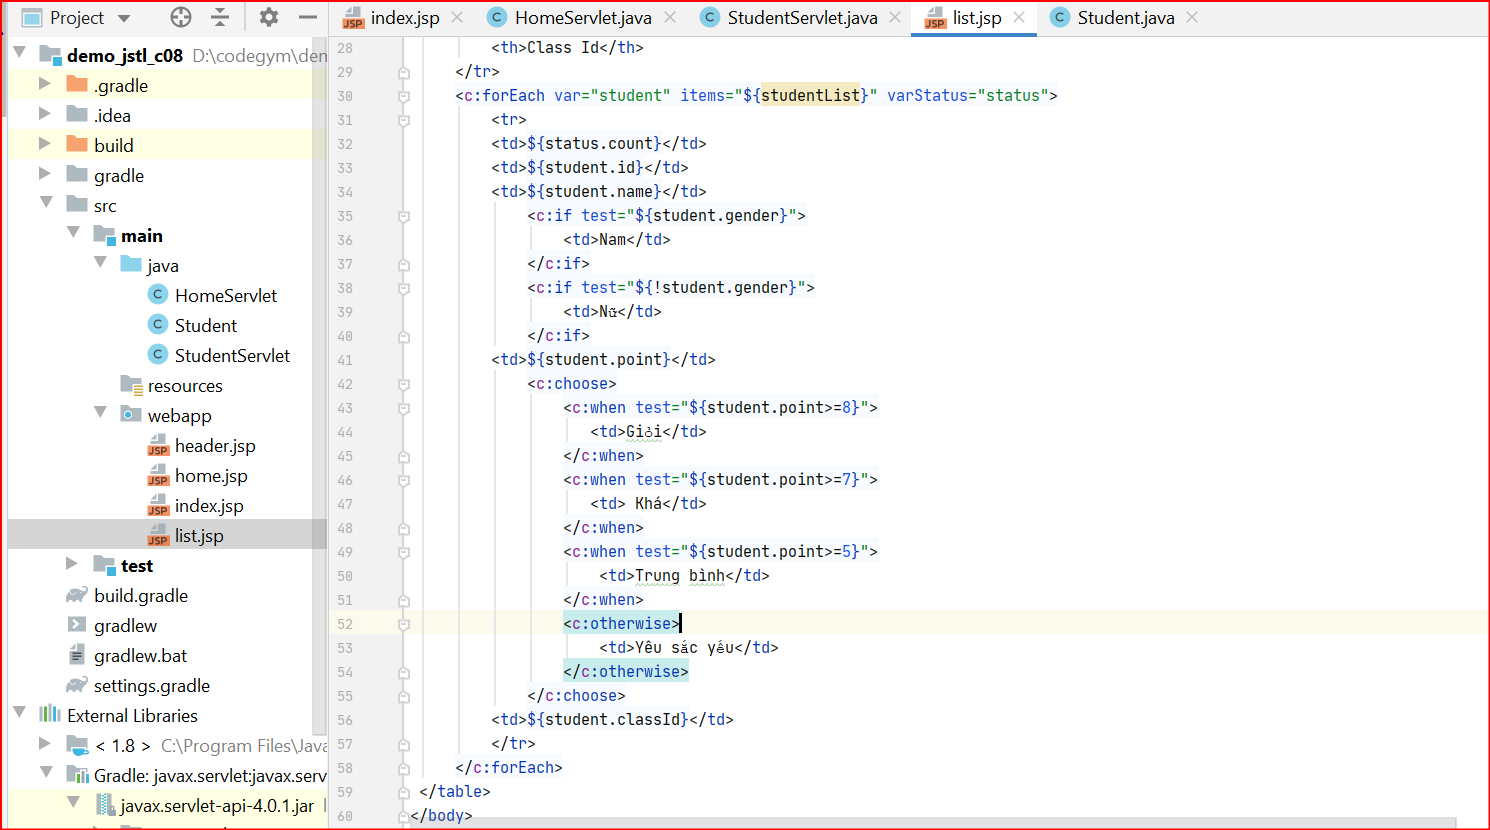 Project
demo_jstl_c08 D:\codegym\den
.gradle
.idea
build
gradle
src
main
java
HomeServlet
Student
StudentServlet
resources
webapp
header.jsp
home.jsp
index.jsp
list.jsp
test
build.gradle
gradlew
gradlew.bat
settings.gradle
External Libraries
< 1.8 > C:\Program Files\Java
Gradle: javax.servlet:javax.serv
javax.servlet-api-4.0.1.jar
index.jsp HomeServlet.java StudentServlet.java list.jsp Student.java
28 <th>Class Id</th>
29 </tr>
30 <c:forEach var="student" items="${studentList}" varStatus="status">
31 <tr>
32 <td>${status.count}</td>
33 <td>${student.id}</td>
34 <td>${student.name}</td>
35 <c:if test="${student.gender}">
36 <td>Nam</td>
37 </c:if>
38 <c:if test="${!student.gender}">
39 <td>Nữ</td>
40 </c:if>
41 <td>${student.point}</td>
42 <c:choose>
43 <c:when test="${student.point>=8}">
44 <td>Giỏi</td>
45 </c:when>
46 <c:when test="${student.point>=7}">
47 <td> Khá</td>
48 </c:when>
49 <c:when test="${student.point>=5}">
50 <td>Trung bình</td>
51 </c:when>
52 <c:otherwise>
53 <td>Yêu sắc yếu</td>
54 </c:otherwise>
55 </c:choose>
56 <td>${student.classId}</td>
57 </tr>
58 </c:forEach>
59 </table>
60 </body>